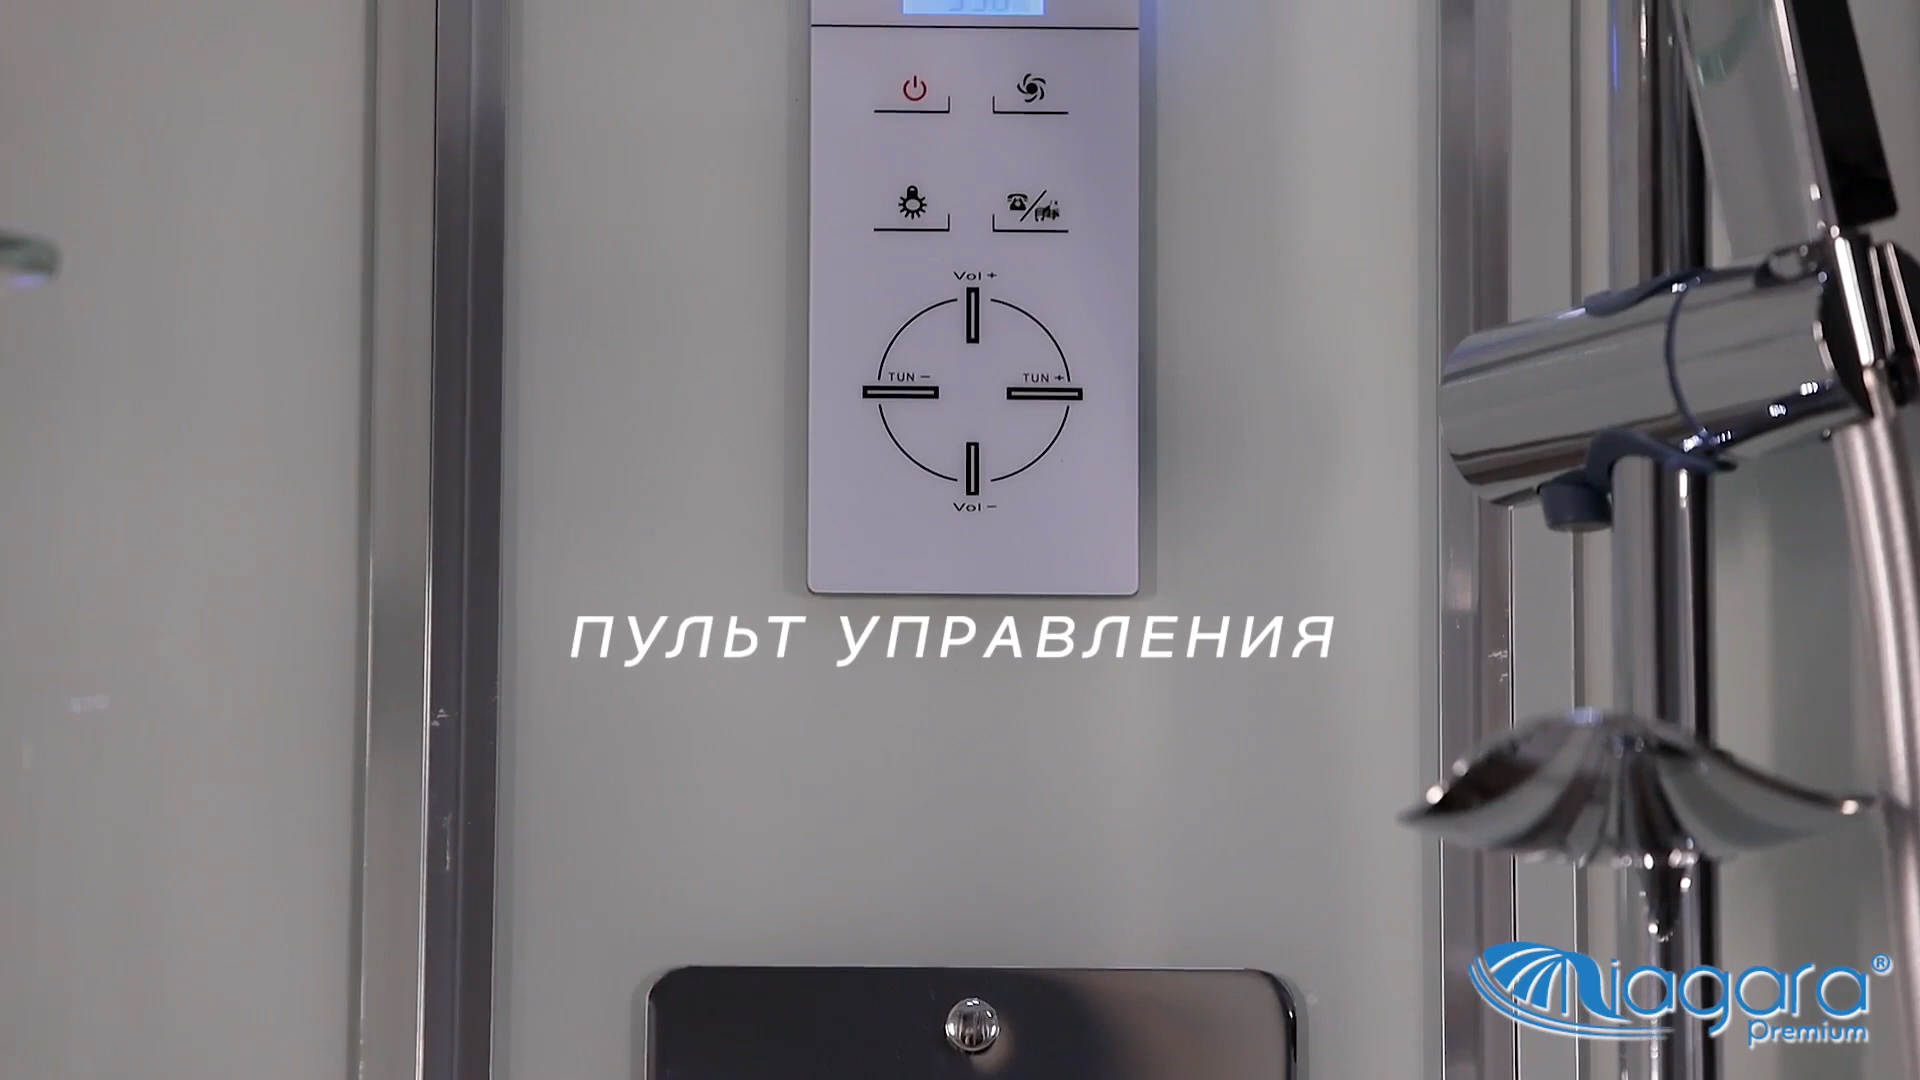 Vol +
TUN −
TUN +
Vol −
ПУЛЬТ УПРАВЛЕНИЯ
Niagara®
Premium